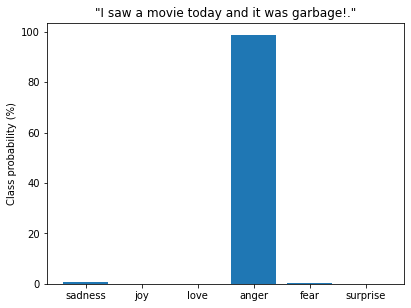 "I saw a movie today and it was garbage!."
Class probability (%)
100
80
60
40
20
0
sadness joy love anger fear surprise